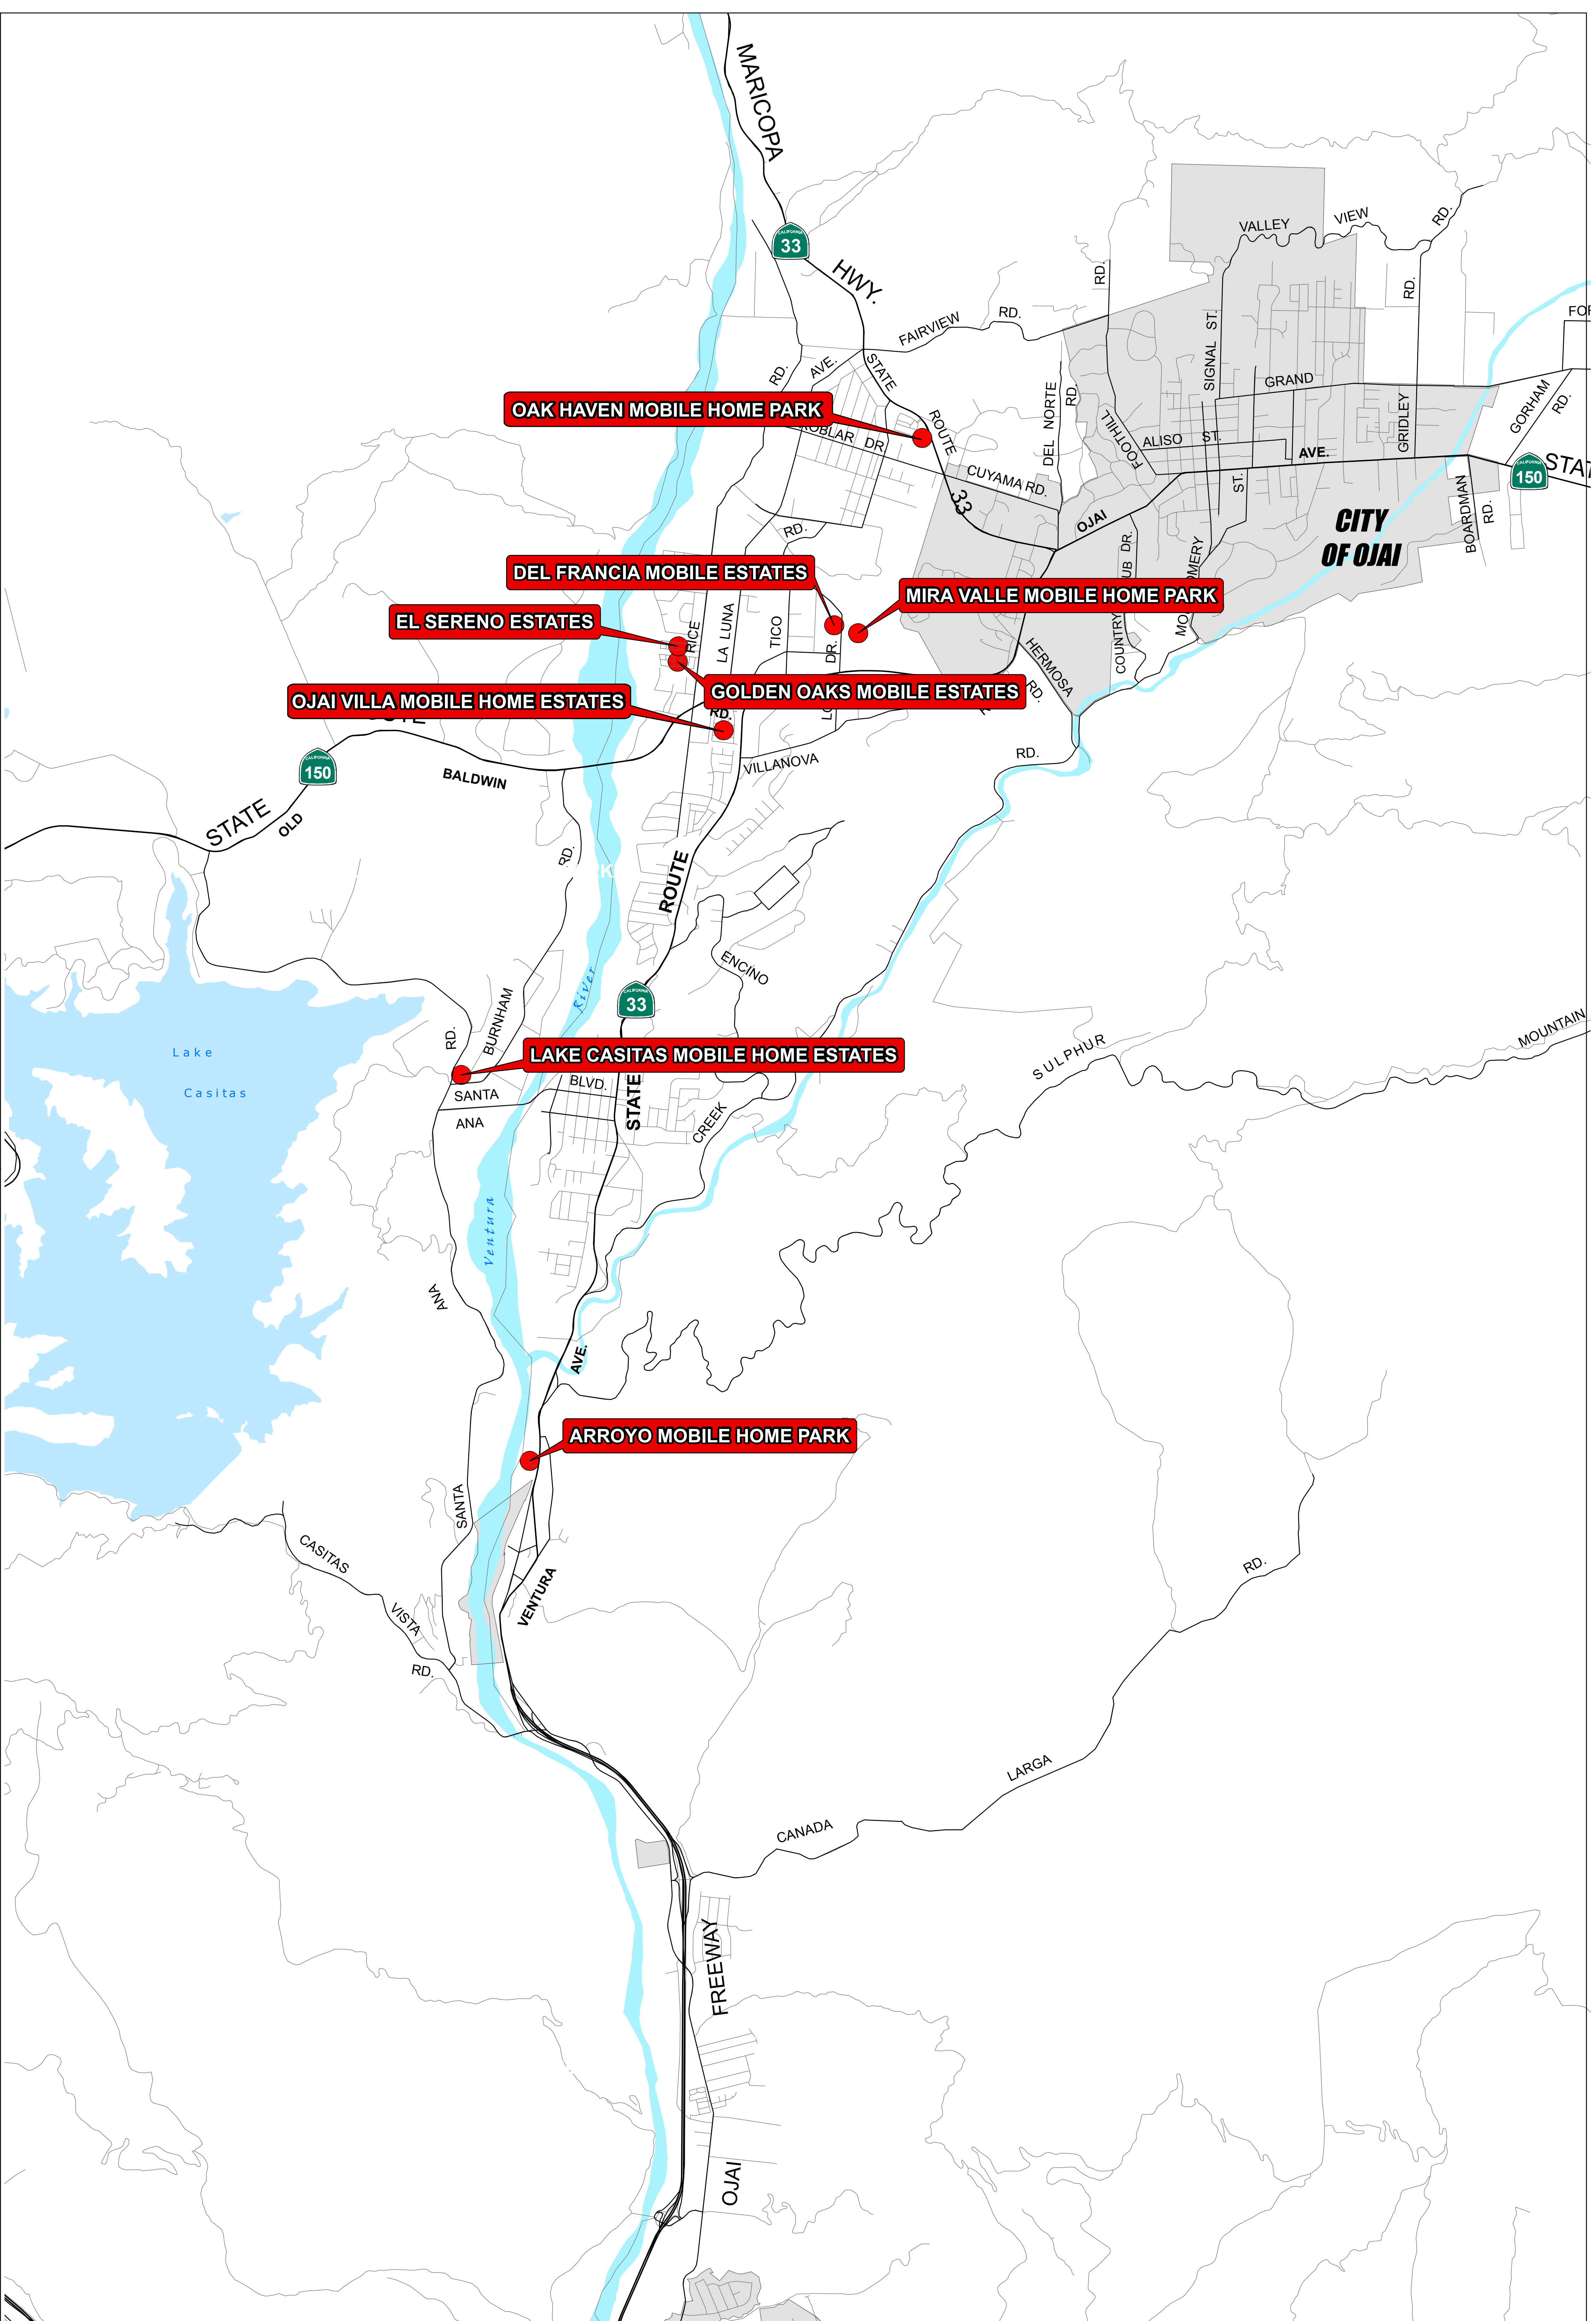 MARICOPA
CALIFORNIA
33
HWY.
VALLEY
VIEW
RD.
RD.
RD.
FAIRVIEW
RD.
SIGNAL
ST.
STATE
AVE.
RD.
GRAND
DEL NORTE
RD.
GORHAM
RD.
OAK HAVEN MOBILE HOME PARK
ROUTE
FOOTHILL
GRIDLEY
DR.
ALISO
ST.
AVE.
CUYAMA RD.
33
ST.
CALIFORNIA
150
BOARDMAN
RD.
CITY
OF OJAI
OJAI
RD.
DR.
DEL FRANCIA MOBILE ESTATES
MIRA VALLE MOBILE HOME PARK
EL SERENO ESTATES
RICE
LA LUNA
TICO
DR.
COUNTRY
HERMOSA
RD.
GOLDEN OAKS MOBILE ESTATES
OJAI VILLA MOBILE HOME ESTATES
RD.
VILLANOVA
RD.
CALIFORNIA
150
BALDWIN
STATE
OLD
RD.
ROUTE
ENCINO
River
CALIFORNIA
33
BURNHAM
RD.
Lake
Casitas
LAKE CASITAS MOBILE HOME ESTATES
SULPHUR
MOUNTAIN
BLVD.
SANTA
ANA
STATE
CREEK
Ventura
ANA
AVE.
ARROYO MOBILE HOME PARK
SANTA
CASITAS
VISTA
RD.
VENTURA
RD.
LARGA
CANADA
FREEWAY
OJAI